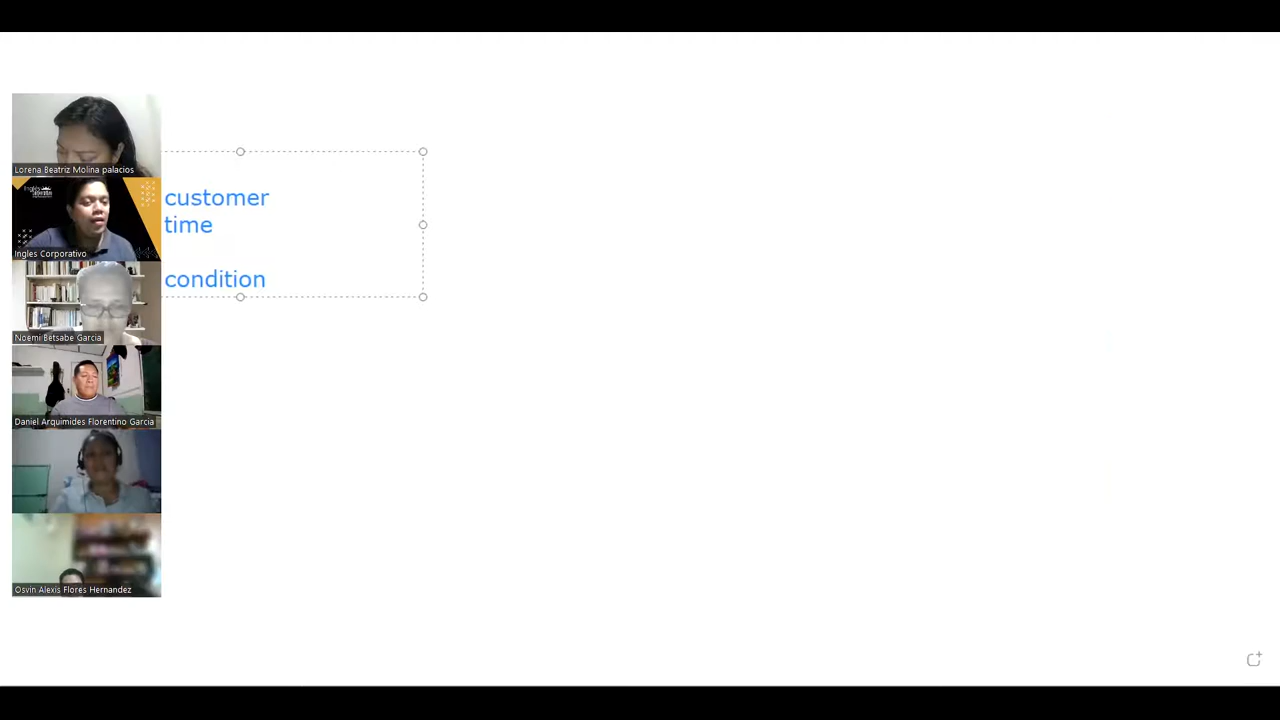 Lorena Beatriz Molina palacios
customer
time
Ingles Corporativo
condition
Noemi Betsabe Garcia
Daniel Arquimides Florentino Garcia
Osvin Alexis Flores Hernandez